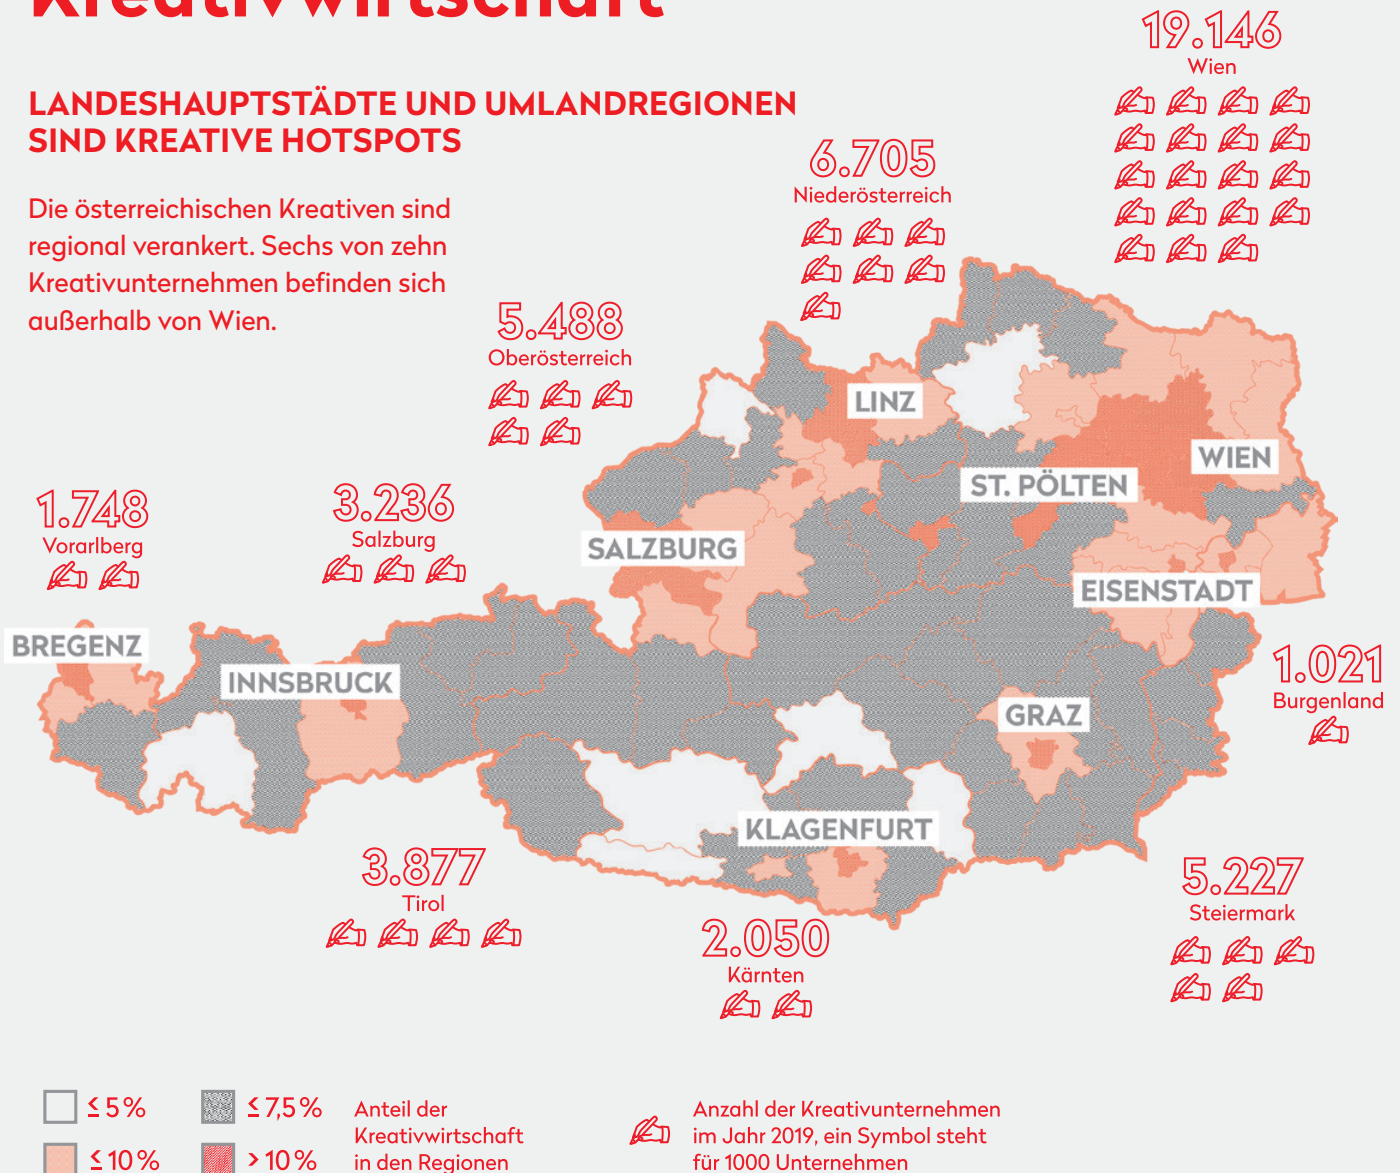 Kreativwirtschaft
LANDESHAUPTSTÄDTE UND UMLANDREGIONEN
SIND KREATIVE HOTSPOTS
Die österreichischen Kreativen sind
regional verankert. Sechs von zehn
Kreativunternehmen befinden sich
außerhalb von Wien.
19.146
Wien
6.705
Niederösterreich
5.488
Oberösterreich
1.748
Vorarlberg
3.236
Salzburg
LINZ
WIEN
ST. PÖLTEN
SALZBURG
EISENSTADT
BREGENZ
INNSBRUCK
GRAZ
KLAGENFURT
1.021
Burgenland
3.877
Tirol
2.050
Kärnten
5.227
Steiermark
≤ 5 %
≤ 7,5 %
≤ 10 %
> 10 %
Anteil der
Kreativwirtschaft
in den Regionen
Anzahl der Kreativunternehmen
im Jahr 2019, ein Symbol steht
für 1000 Unternehmen